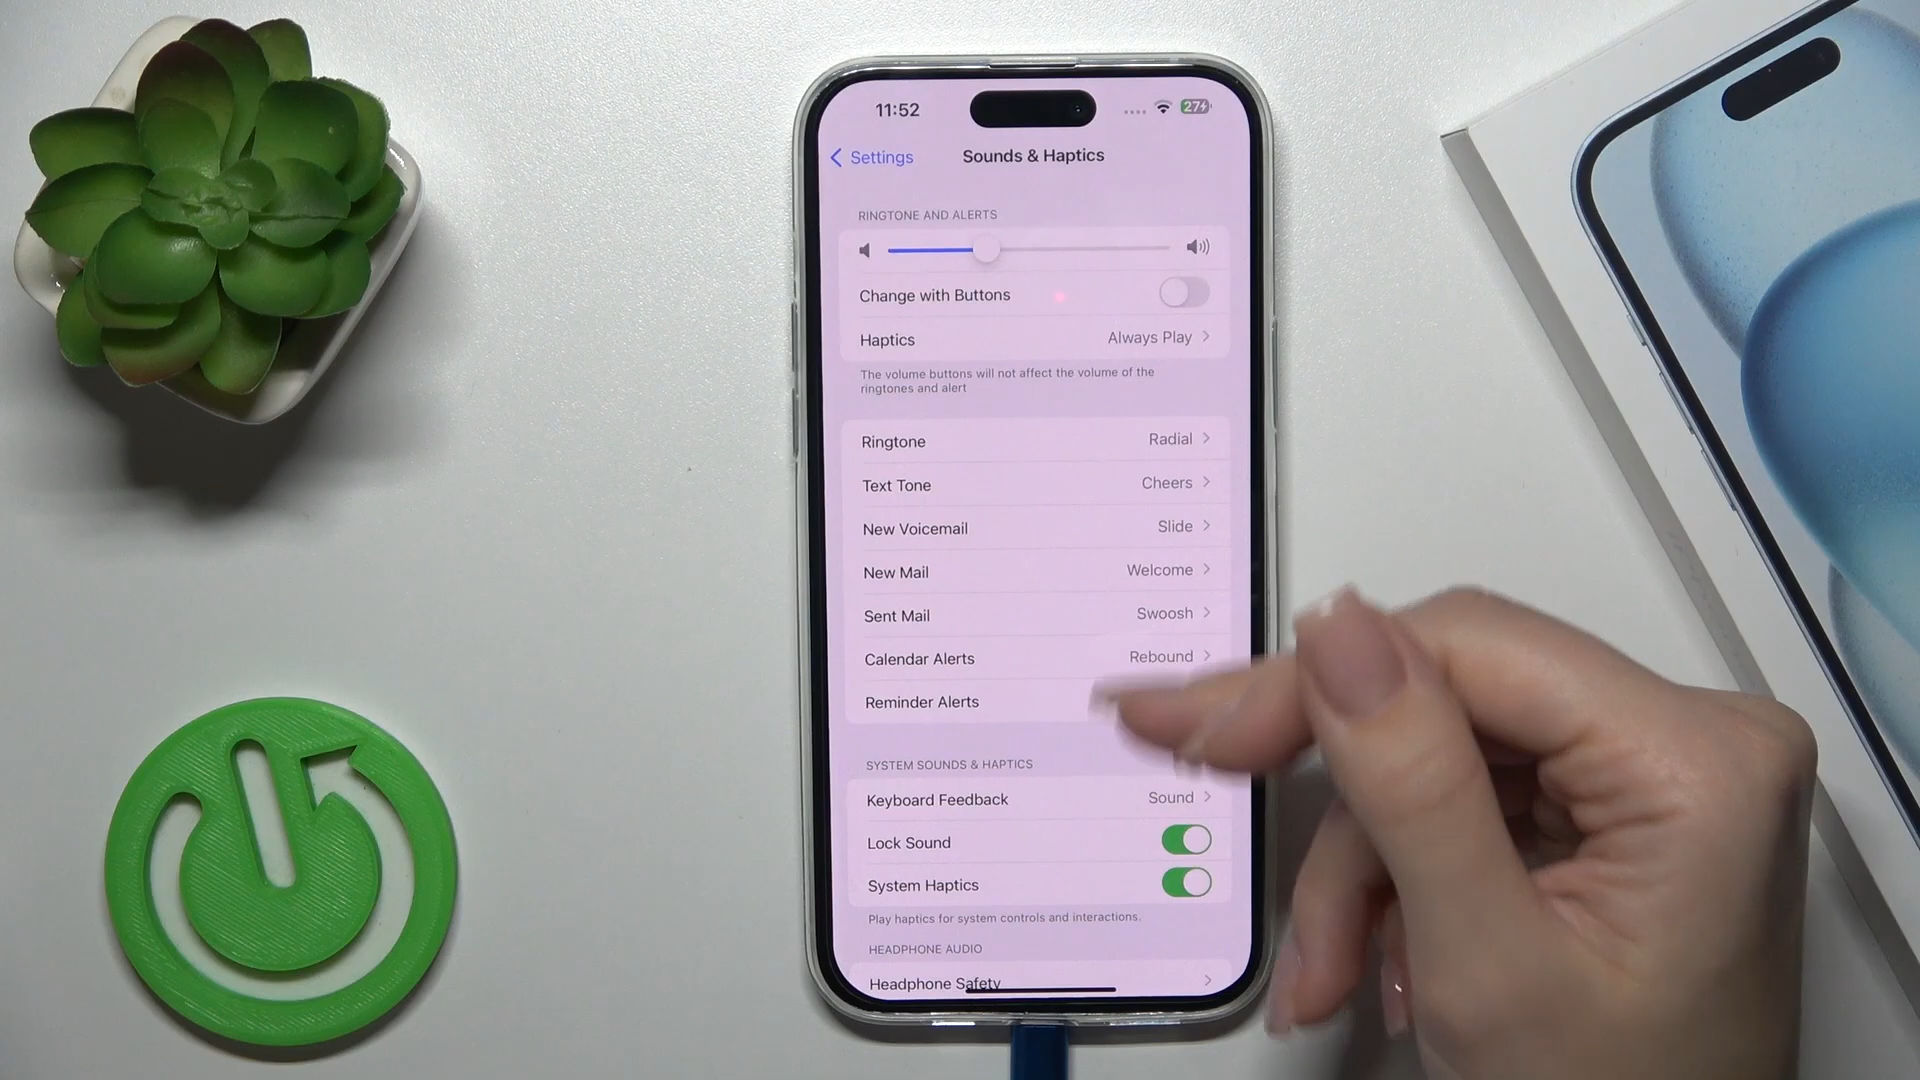 11:52
27
Settings
Sounds & Haptics
RINGTONE AND ALERTS
Change with Buttons
Haptics Always Play
The volume buttons will not affect the volume of the
ringtones and alert
Ringtone Radial
Text Tone Cheers
New Voicemail Slide
New Mail Welcome
Sent Mail Swoosh
Calendar Alerts Rebound
Reminder Alerts
SYSTEM SOUNDS & HAPTICS
Keyboard Feedback Sound
Lock Sound
System Haptics
Play haptics for system controls and interactions.
HEADPHONE AUDIO
Headphone Safety